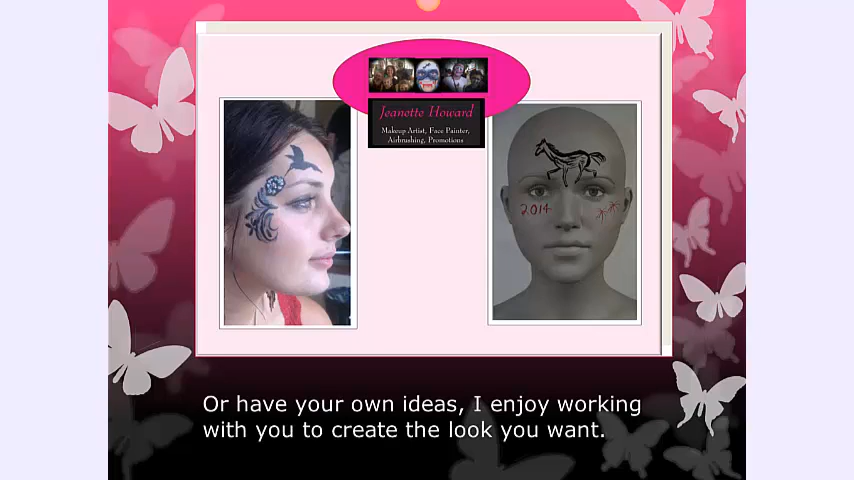 Jeanette Howard
Makeup Artist, Face Painter,
Airbrushing, Promotions
2014
Or have your own ideas, I enjoy working
with you to create the look you want.